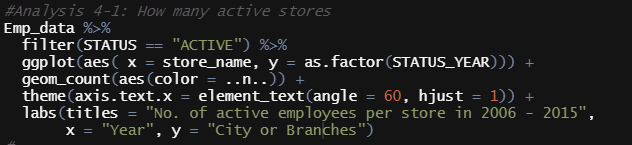 #Analysis 4-1: How many active stores
Emp_data %>%
  filter(STATUS == "ACTIVE") %>%
  ggplot(aes( x = store_name, y = as.factor(STATUS_YEAR))) +
  geom_count(aes(color = ..n..)) +
  theme(axis.text.x = element_text(angle = 60, hjust = 1)) +
  labs(titles = "No. of active employees per store in 2006 - 2015",
       x = "Year", y = "City or Branches")